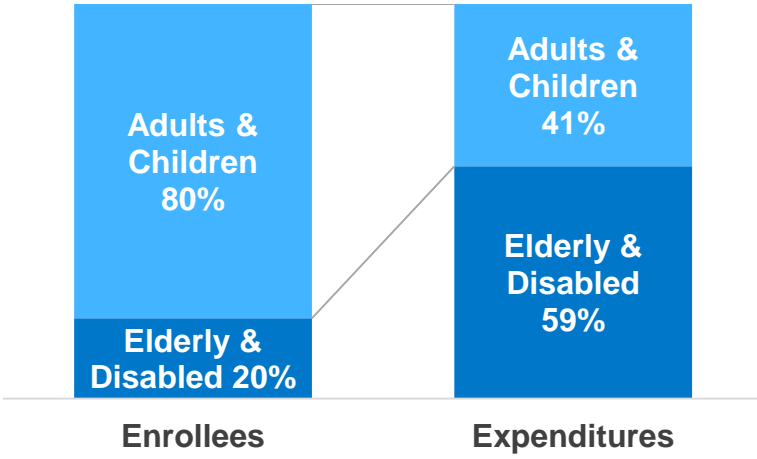 Adults &
Children
80%
Elderly &
Disabled 20%
Adults &
Children
41%
Elderly &
Disabled
59%
Enrollees
Expenditures